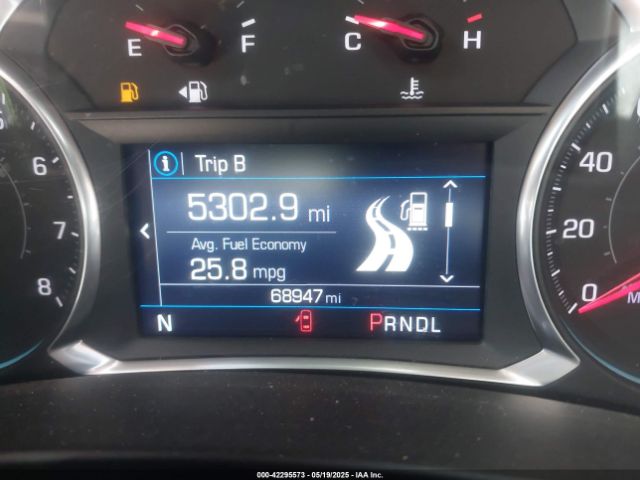 E F C H
i Trip B
5302.9 mi
Avg. Fuel Economy
25.8 mpg
68947 mi
N PRNDL
6
7
8
40
20
0
M
000-42295573 - 05/19/2025 - IAA Inc.